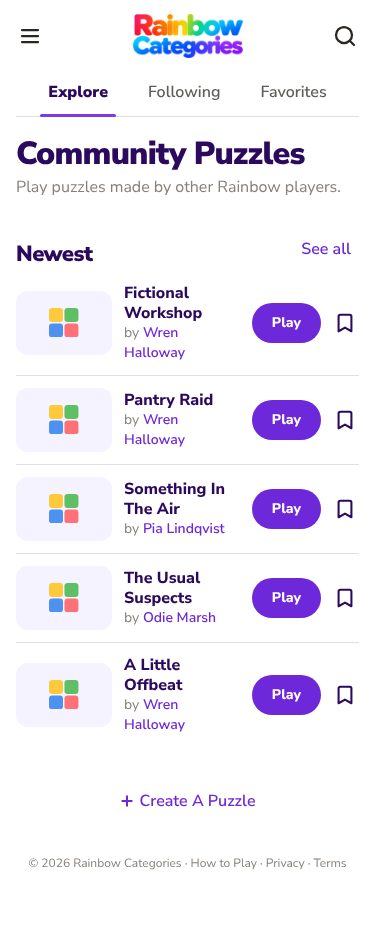 Rainbow
Categories
Explore
Following
Favorites
Community Puzzles
Play puzzles made by other Rainbow players.
Newest
See all
Fictional
Workshop
by Wren
Halloway
Play
Pantry Raid
by Wren
Halloway
Play
Something In
The Air
by Pia Lindqvist
Play
The Usual
Suspects
by Odie Marsh
Play
A Little
Offbeat
by Wren
Halloway
Play
+ Create A Puzzle
© 2026 Rainbow Categories · How to Play · Privacy · Terms